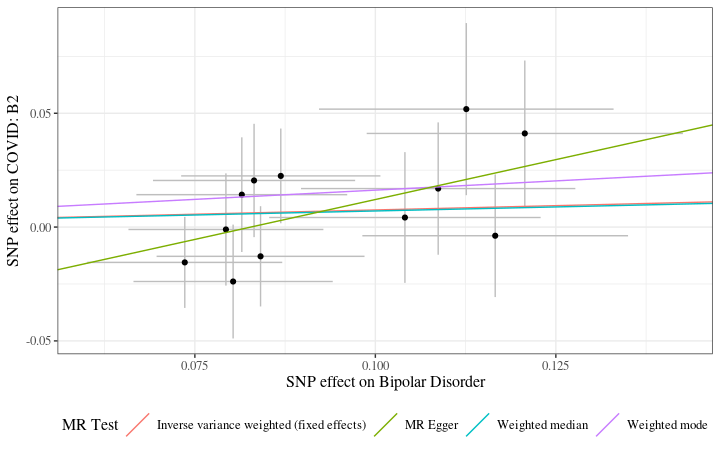 SNP effect on COVID: B2
0.05
0.00
-0.05
0.075
0.100
0.125
SNP effect on Bipolar Disorder
MR Test
Inverse variance weighted (fixed effects)
MR Egger
Weighted median
Weighted mode